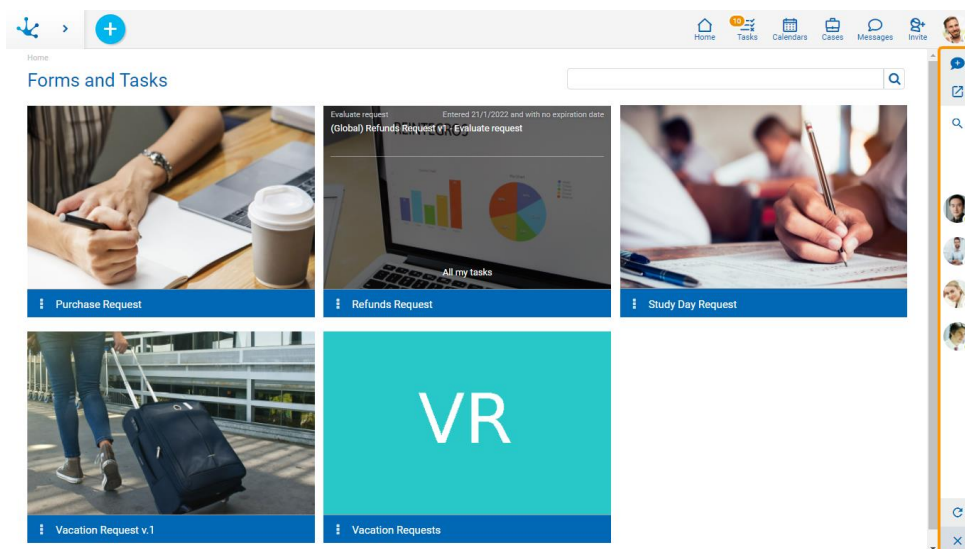 10
Home
Tasks
Calendars
Cases
Messages
Invite
Home
Forms and Tasks
Evaluate request
Entered 21/1/2022 and with no expiration date
(Global) Refunds Request v1 - Evaluate request
REINTEGROS
All my tasks
Purchase Request
Refunds Request
Study Day Request
VR
Vacation Request v.1
Vacation Requests